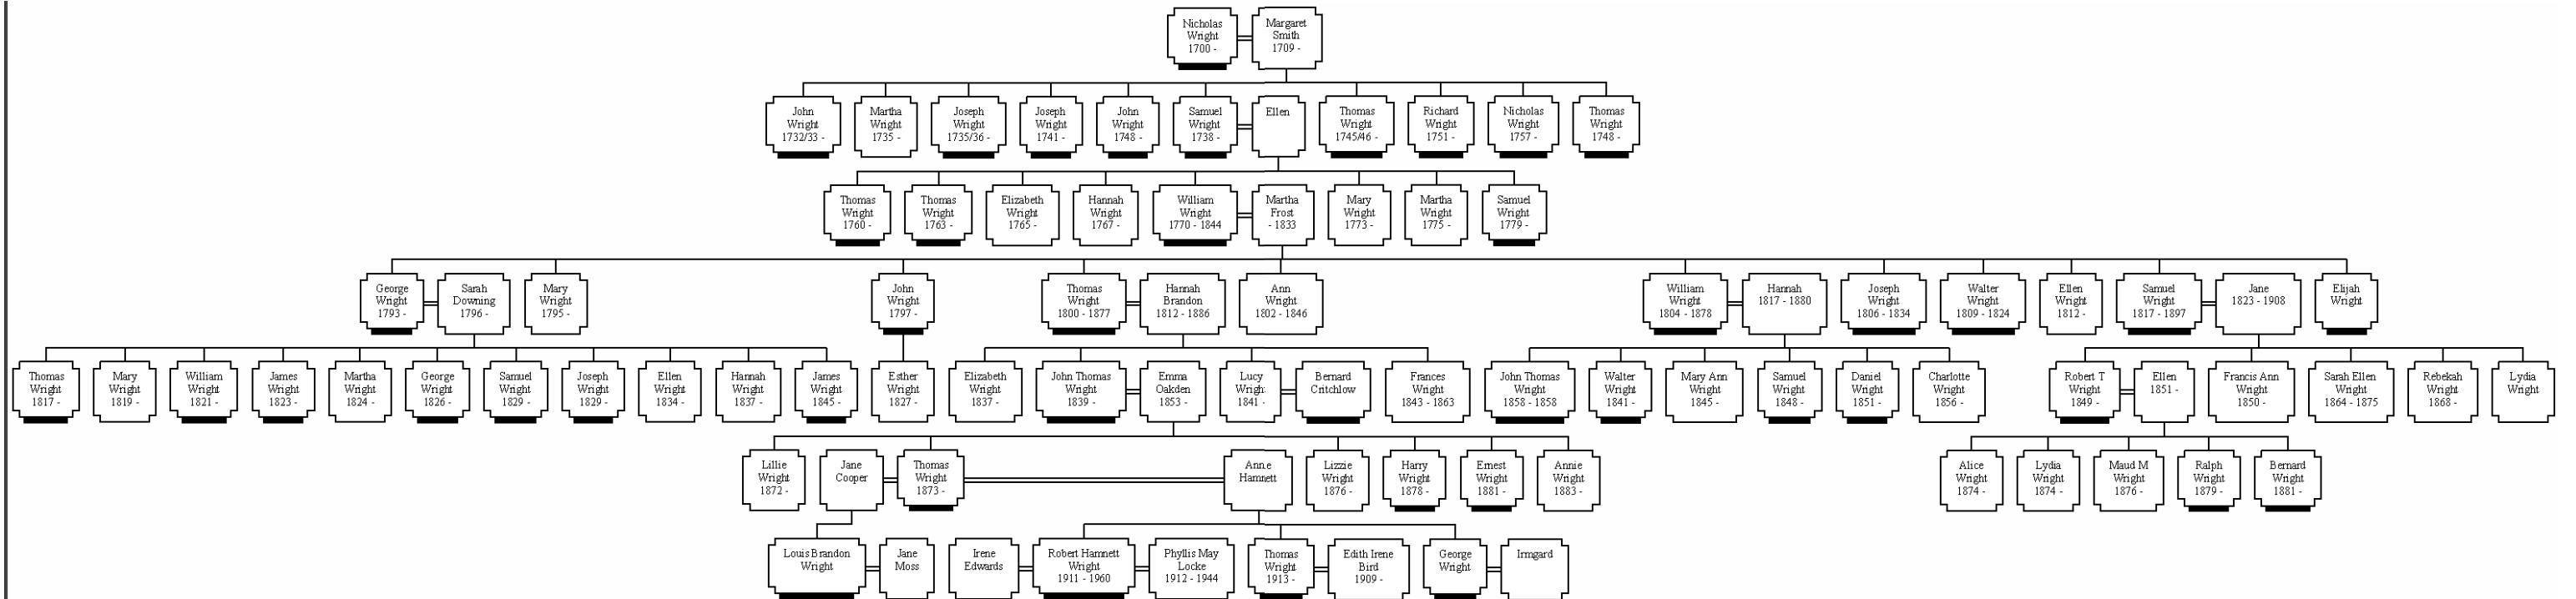 Nicholas
Wright
1700 -
Margaret
Smith
1709 -
John
Wright
1732/33 -
Martha
Wright
1735 -
Joseph
Wright
1735/36 -
Joseph
Wright
1741 -
John
Wright
1748 -
Samuel
Wright
1738 -
Ellen
Thomas
Wright
1745/46 -
Richard
Wright
1751 -
Nicholas
Wright
1757 -
Thomas
Wright
1748 -
Thomas
Wright
1760 -
Thomas
Wright
1763 -
Elizabeth
Wright
1765 -
Hannah
Wright
1767 -
William
Wright
1770 - 1844
Martha
Frost
- 1833
Mary
Wright
1773 -
Martha
Wright
1775 -
Samuel
Wright
1779 -
George
Wright
1793 -
Sarah
Downing
1796 -
Mary
Wright
1795 -
John
Wright
1797 -
Thomas
Wright
1800 - 1877
Hannah
Brandon
1812 - 1886
Ann
Wright
1802 - 1846
William
Wright
1804 - 1878
Hannah
1817 - 1880
Joseph
Wright
1806 - 1834
Walter
Wright
1809 - 1824
Ellen
Wright
1812 -
Samuel
Wright
1817 - 1897
Jane
1823 - 1908
Elijah
Wright
Thomas
Wright
1817 -
Mary
Wright
1819 -
William
Wright
1821 -
James
Wright
1823 -
Martha
Wright
1824 -
George
Wright
1826 -
Samuel
Wright
1829 -
Joseph
Wright
1829 -
Ellen
Wright
1834 -
Hannah
Wright
1837 -
James
Wright
1845 -
Esther
Wright
1827 -
Elizabeth
Wright
1837 -
John Thomas
Wright
1839 -
Emma
Oakden
1853 -
Lucy
Wright
1841 -
Bernard
Critchlow
Frances
Wright
1843 - 1863
John Thomas
Wright
1858 - 1858
Walter
Wright
1841 -
Mary Ann
Wright
1845 -
Samuel
Wright
1848 -
Daniel
Wright
1851 -
Charlotte
Wright
1856 -
Robert T
Wright
1849 -
Ellen
1851 -
Francis Ann
Wright
1850 -
Sarah Ellen
Wright
1864 - 1875
Rebekah
Wright
1868 -
Lydia
Wright
Lillie
Wright
1872 -
Jane
Cooper
Thomas
Wright
1873 -
Anne
Hamnett
Lizzie
Wright
1876 -
Harry
Wright
1878 -
Ernest
Wright
1881 -
Annie
Wright
1883 -
Alice
Wright
1874 -
Lydia
Wright
1874 -
Maud M
Wright
1876 -
Ralph
Wright
1879 -
Bernard
Wright
1881 -
Louis Brandon
Wright
Jane
Moss
Irene
Edwards
Robert Hamnett
Wright
1911 - 1960
Phyllis May
Locke
1912 - 1944
Thomas
Wright
1913 -
Edith Irene
Bird
1909 -
George
Wright
Irmgard